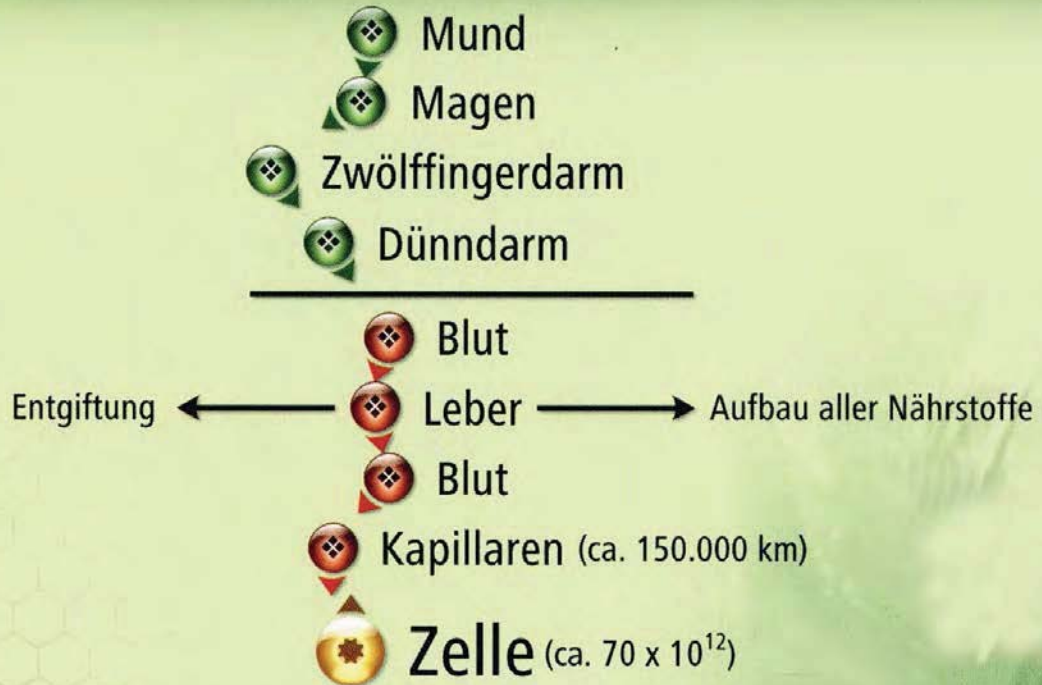 Mund
Magen
Zwölffingerdarm
Dünndarm
Blut
Entgiftung Leber Aufbau aller Nährstoffe
Blut
Kapillaren (ca. 150.000 km)
Zelle (ca. 70 x 10¹²)